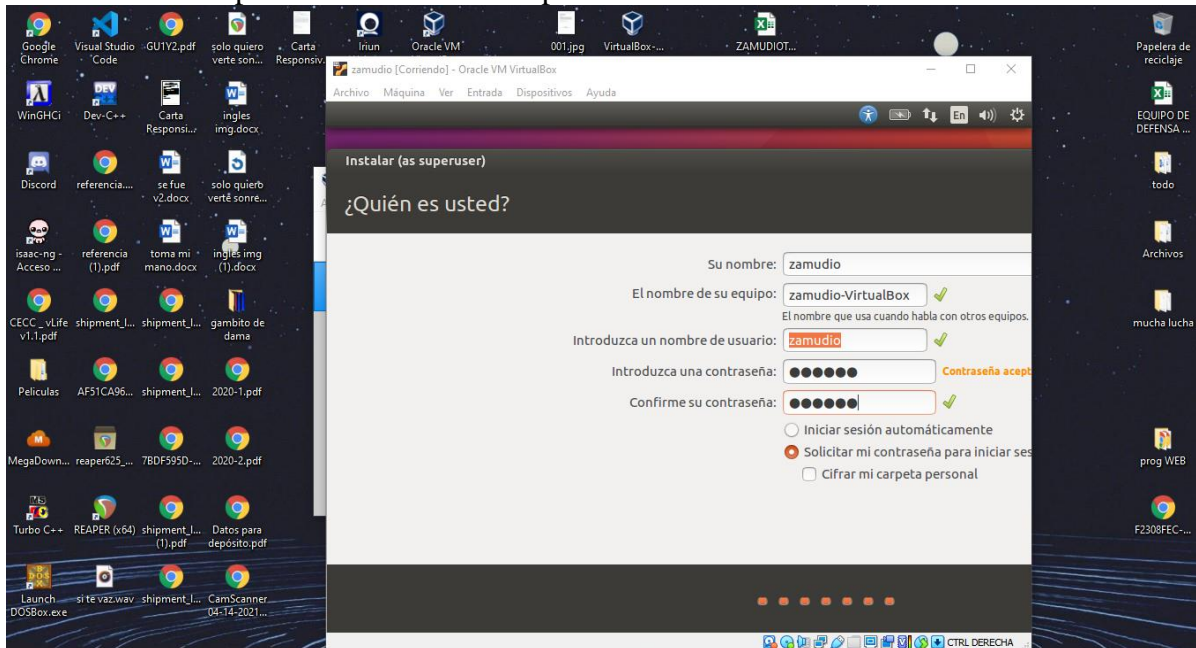 Google
Chrome
Visual Studio
Code
GU1Y2.pdf
solo quiero
verte son...
Carta
Responsiv...
Iriun
Oracle VM
001.jpg
VirtualBox-...
ZAMUDIOT...
Papelera de
reciclaje
zamudio [Corriendo] - Oracle VM VirtualBox
Archivo Máquina Ver Entrada Dispositivos Ayuda
En
WinGHCi
Dev-C++
Carta
Responsi...
ingles
img.docx
EQUIPO DE
DEFENSA ...
Instalar (as superuser)
¿Quién es usted?
Discord
referencia....
se fue
v2.docx
solo quierb
verte sonre...
todo
isaac-ng -
Acceso ...
referencia
(1).pdf
toma mi
mano.docx
ingles img
(1).docx
Archivos
Su nombre: zamudio
El nombre de su equipo: zamudio-VirtualBox
El nombre que usa cuando habla con otros equipos.
Introduzca un nombre de usuario: zamudio
Introduzca una contraseña: ●●●●●● Contraseña acept
Confirme su contraseña: ●●●●●●
Iniciar sesión automáticamente
Solicitar mi contraseña para iniciar ses
Cifrar mi carpeta personal
CECC _ vLife
v1.1.pdf
shipment_l...
shipment_l...
gambito de
dama
mucha lucha
Peliculas
AF51CA96...
shipment_l...
2020-1.pdf
MegaDown...
reaper625_...
7BDF595D-...
2020-2.pdf
prog WEB
Turbo C++
REAPER (x64)
shipment_l...
(1).pdf
Datos para
depósito.pdf
F2308FEC-...
Launch
DOSBox.exe
si te vaz.wav
shipment_l...
CamScanner
04-14-2021...
CTRL DERECHA